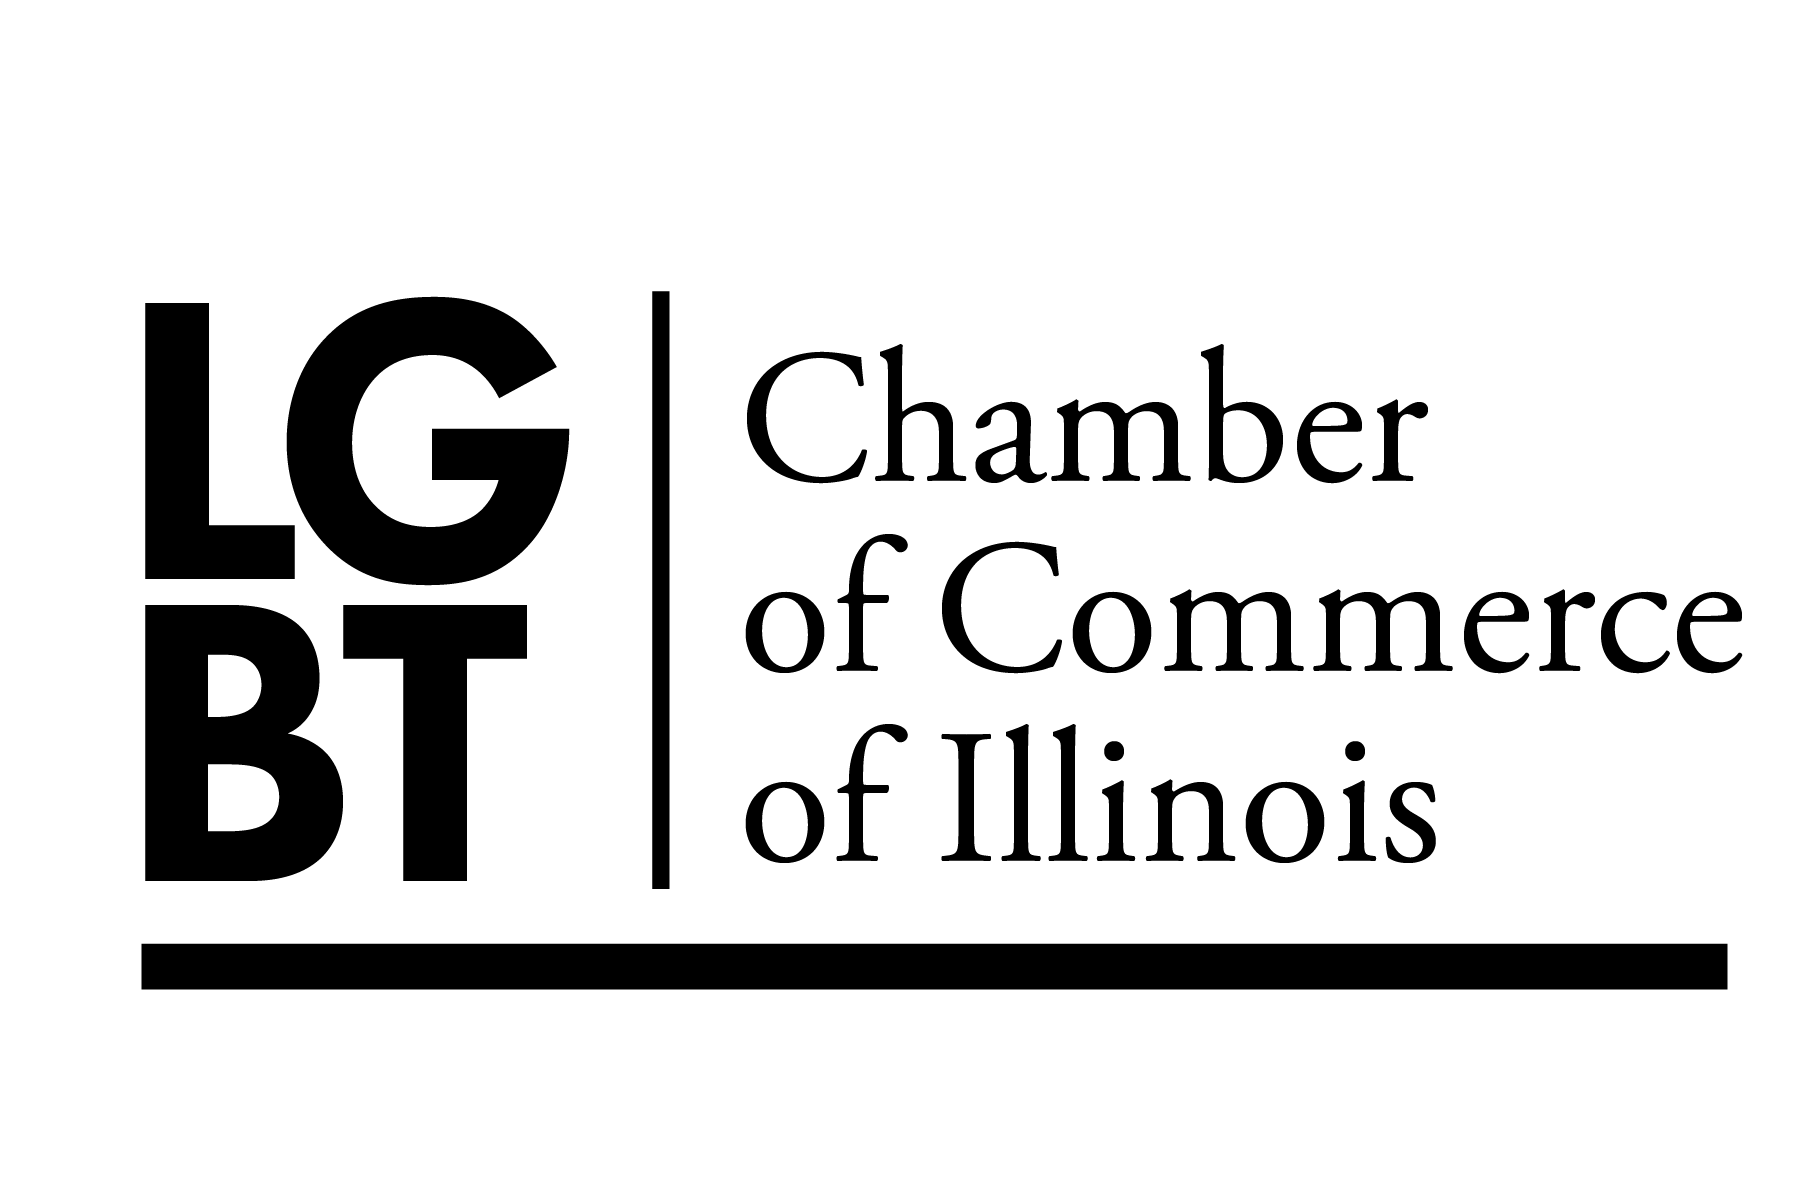 LG
BT
Chamber
of Commerce
of Illinois